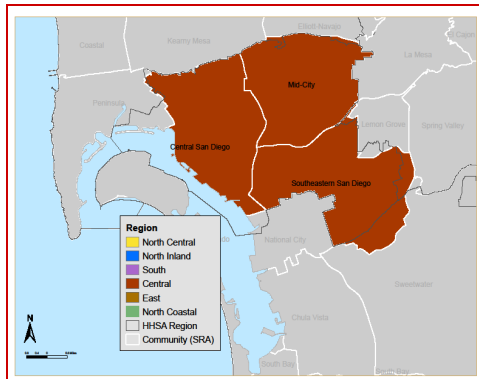 Elliott-Navajo
Coastal
Kearny Mesa
El Cajon
La Mesa
Mid-City
Peninsula
Lemon Grove
Spring Valley
Central San Diego
Southeastern San Diego
National City
Sweetwater
Chula Vista
South Bay
South Bay
Region
North Central
North Inland
South
Central
East
North Coastal
HHSA Region
Community (SRA)
N